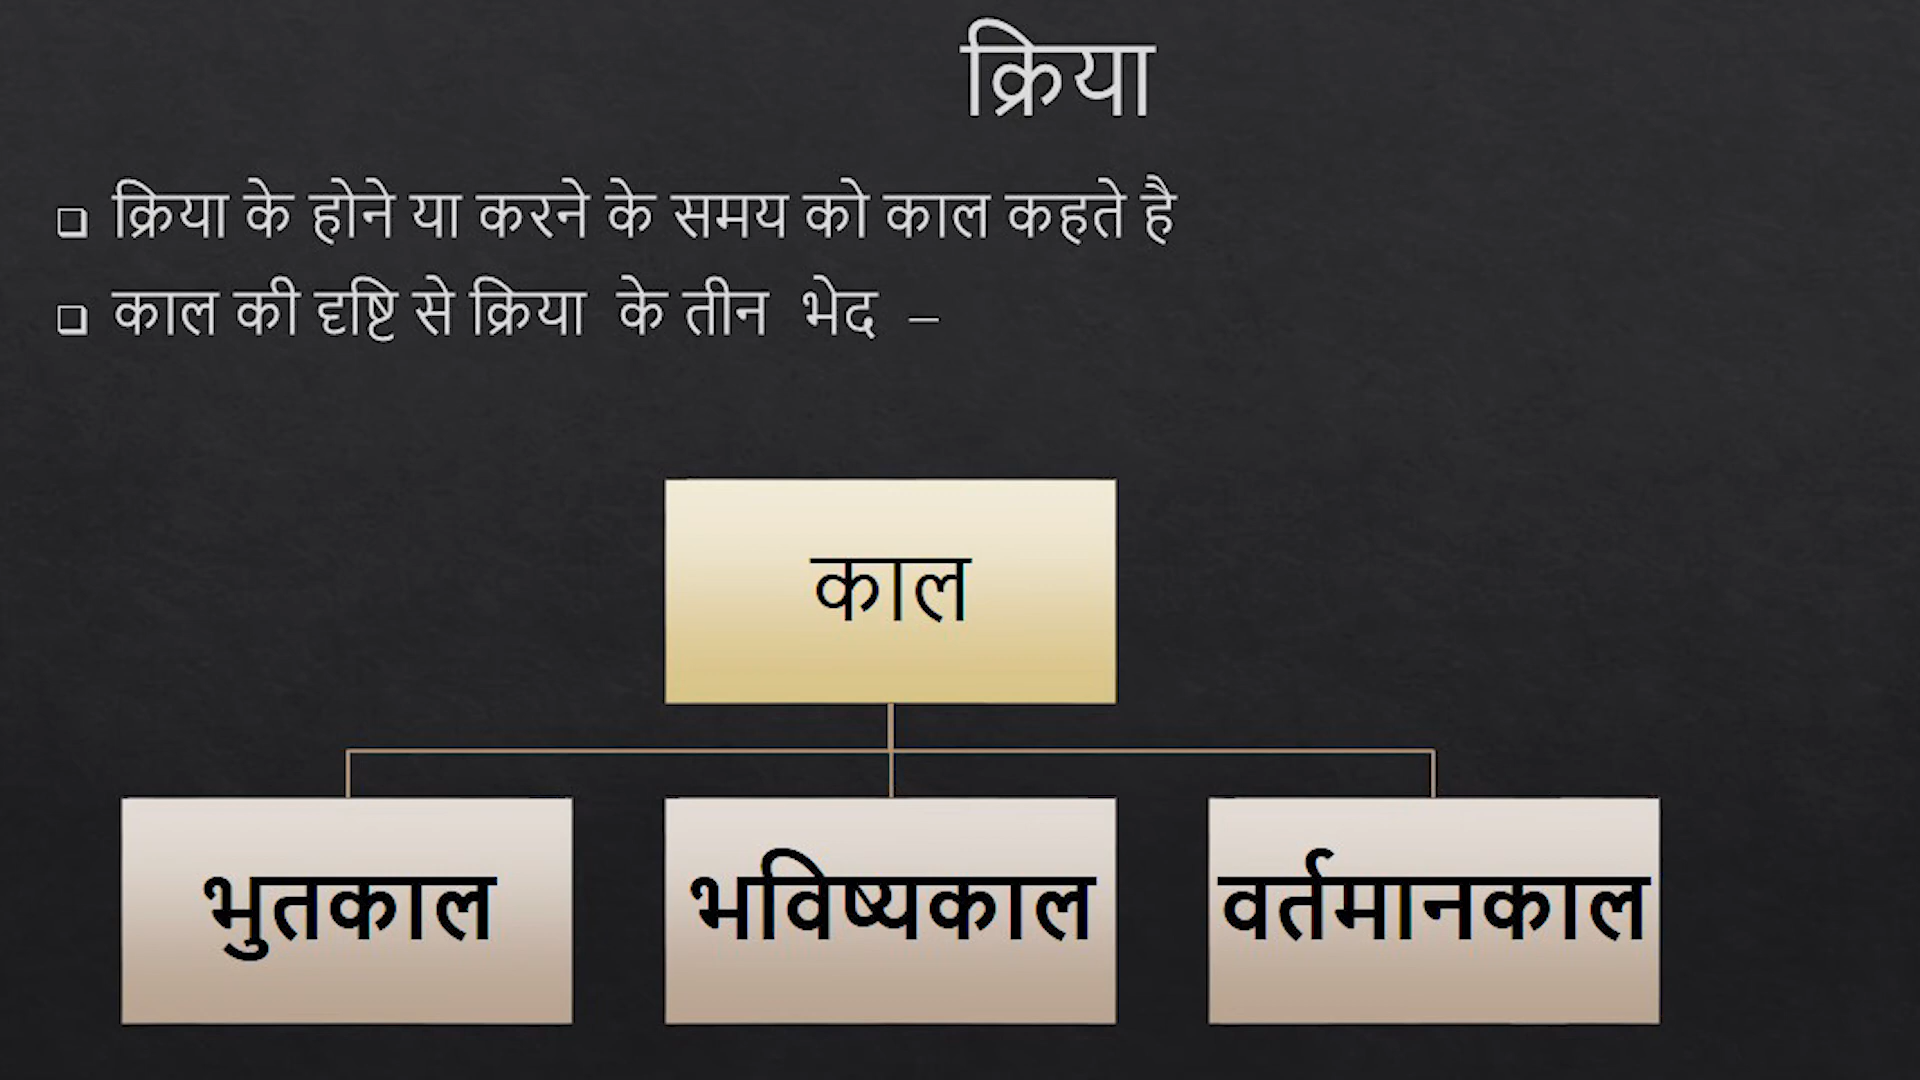 क्रिया
क्रिया के होने या करने के समय को काल कहते है
काल की दृष्टि से क्रिया के तीन भेद –
काल
भुतकाल
भविष्यकाल
वर्तमानकाल